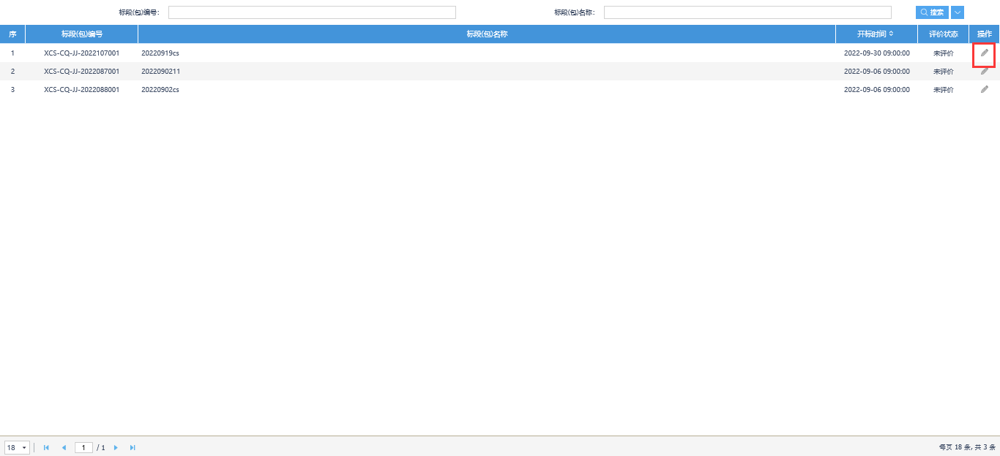 标段(包)编号： 标段(包)名称： 搜索
序 标段(包)编号 标段(包)名称 开标时间 评价状态 操作
1 XCS-CQ-JJ-2022107001 20220919cs 2022-09-30 09:00:00 未评价
2 XCS-CQ-JJ-2022087001 2022090211 2022-09-06 09:00:00 未评价
3 XCS-CQ-JJ-2022088001 20220902cs 2022-09-06 09:00:00 未评价
18 1 / 1 每页 18 条, 共 3 条